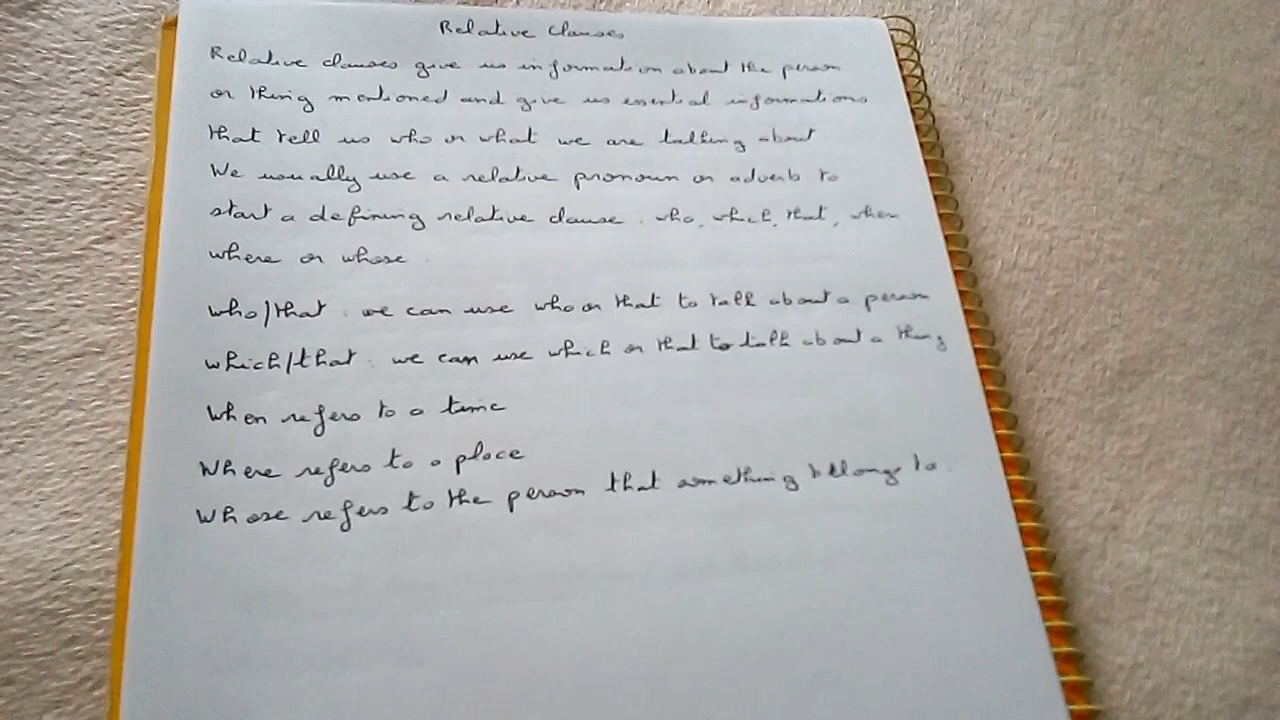 Relative Clauses
Relative clauses give us information about the person
or thing mentioned and give us essential informations
that tell us who or what we are talking about
We usually use a relative pronoun or adverb to
start a defining relative clause : who, which, that, when
where or whose
who/that : we can use who or that to talk about a person
which/that : we can use which or that to talk about a thing
When refers to a time
Where refers to a place
Whose refers to the person that something belongs to